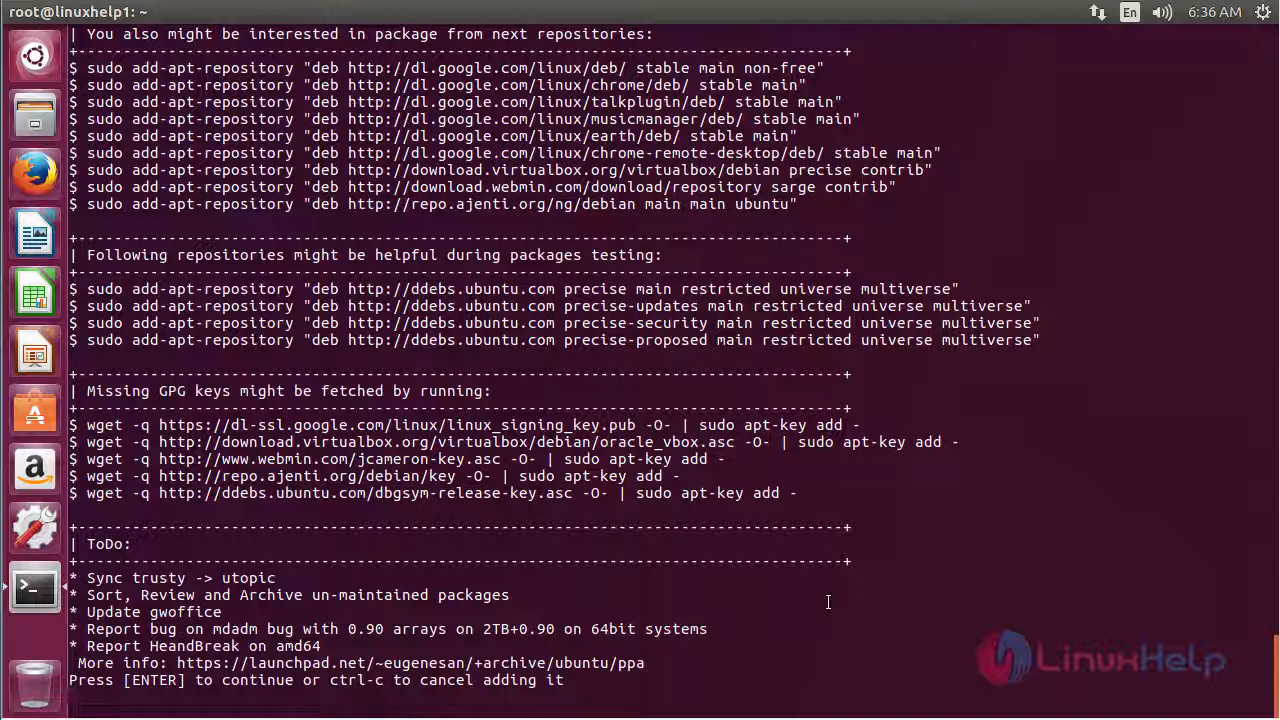 root@linuxhelp1: ~
En
6:36 AM
| You also might be interested in package from next repositories:
+-------------------------------------------------------------------------------------+
$ sudo add-apt-repository "deb http://dl.google.com/linux/deb/ stable main non-free"
$ sudo add-apt-repository "deb http://dl.google.com/linux/chrome/deb/ stable main"
$ sudo add-apt-repository "deb http://dl.google.com/linux/talkplugin/deb/ stable main"
$ sudo add-apt-repository "deb http://dl.google.com/linux/musicmanager/deb/ stable main"
$ sudo add-apt-repository "deb http://dl.google.com/linux/earth/deb/ stable main"
$ sudo add-apt-repository "deb http://dl.google.com/linux/chrome-remote-desktop/deb/ stable main"
$ sudo add-apt-repository "deb http://download.virtualbox.org/virtualbox/debian precise contrib"
$ sudo add-apt-repository "deb http://download.webmin.com/download/repository sarge contrib"
$ sudo add-apt-repository "deb http://repo.ajenti.org/ng/debian main main ubuntu"
+-------------------------------------------------------------------------------------+
| Following repositories might be helpful during packages testing:
+-------------------------------------------------------------------------------------+
$ sudo add-apt-repository "deb http://ddebs.ubuntu.com precise main restricted universe multiverse"
$ sudo add-apt-repository "deb http://ddebs.ubuntu.com precise-updates main restricted universe multiverse"
$ sudo add-apt-repository "deb http://ddebs.ubuntu.com precise-security main restricted universe multiverse"
$ sudo add-apt-repository "deb http://ddebs.ubuntu.com precise-proposed main restricted universe multiverse"
+-------------------------------------------------------------------------------------+
| Missing GPG keys might be fetched by running:
+-------------------------------------------------------------------------------------+
$ wget -q https://dl-ssl.google.com/linux/linux_signing_key.pub -O- | sudo apt-key add -
$ wget -q http://download.virtualbox.org/virtualbox/debian/oracle_vbox.asc -O- | sudo apt-key add -
$ wget -q http://www.webmin.com/jcameron-key.asc -O- | sudo apt-key add -
$ wget -q http://repo.ajenti.org/debian/key -O- | sudo apt-key add -
$ wget -q http://ddebs.ubuntu.com/dbgsym-release-key.asc -O- | sudo apt-key add -
+-------------------------------------------------------------------------------------+
| ToDo:
+-------------------------------------------------------------------------------------+
* Sync trusty -> utopic
* Sort, Review and Archive un-maintained packages
* Update gwoffice
* Report bug on mdadm bug with 0.90 arrays on 2TB+0.90 on 64bit systems
* Report HeandBreak on amd64
More info: https://launchpad.net/~eugenesan/+archive/ubuntu/ppa
Press [ENTER] to continue or ctrl-c to cancel adding it
LinuxHelp